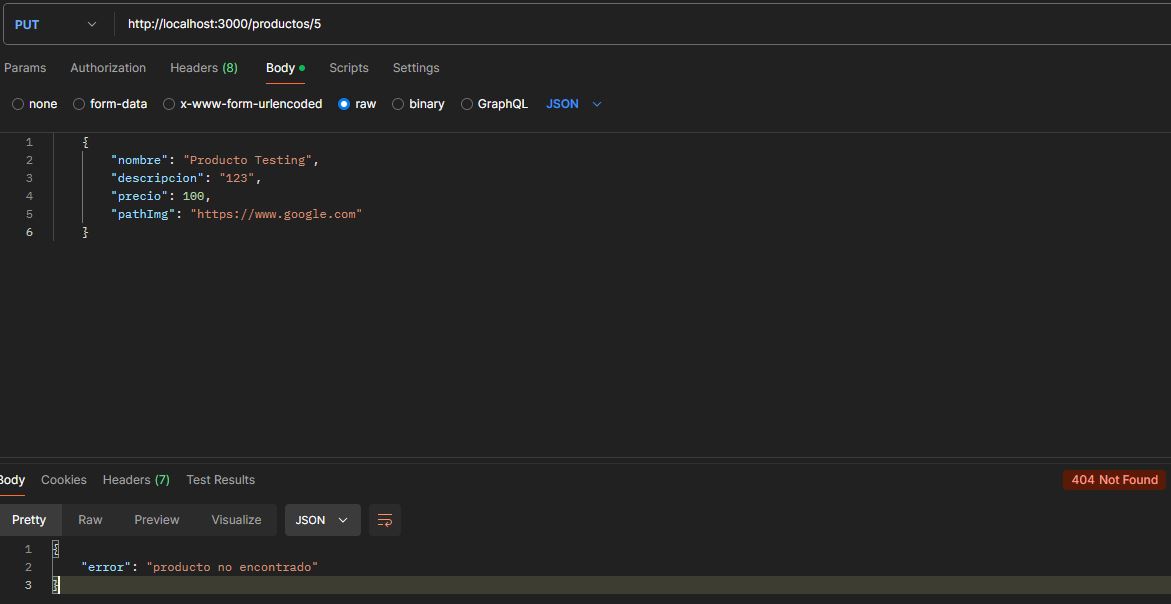 PUT http://localhost:3000/productos/5
Params Authorization Headers (8) Body Scripts Settings
none form-data x-www-form-urlencoded raw binary GraphQL JSON
1 {
2 "nombre": "Producto Testing",
3 "descripcion": "123",
4 "precio": 100,
5 "pathImg": "https://www.google.com"
6 }
Body Cookies Headers (7) Test Results 404 Not Found
Pretty Raw Preview Visualize JSON
1 {
2 "error": "producto no encontrado"
3 }